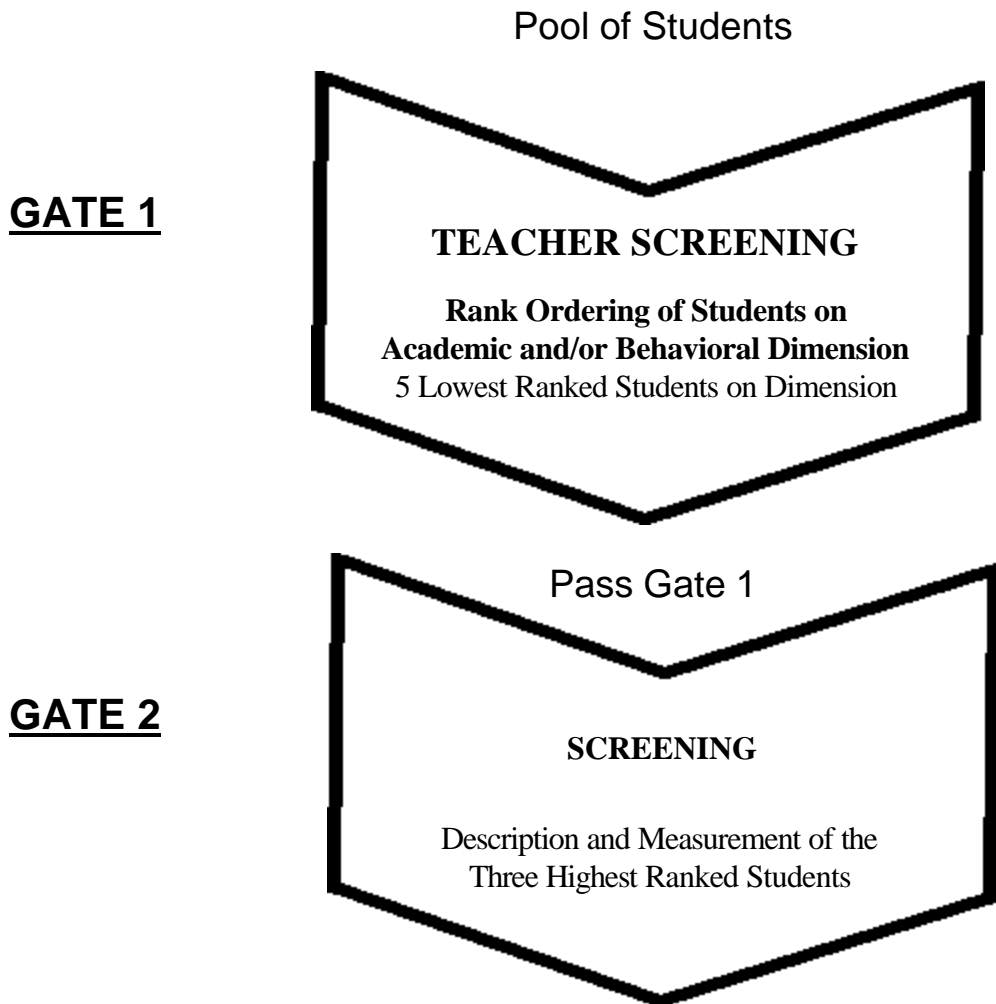 Pool of Students
GATE 1
TEACHER SCREENING
Rank Ordering of Students on
Academic and/or Behavioral Dimension
5 Lowest Ranked Students on Dimension
Pass Gate 1
GATE 2
SCREENING
Description and Measurement of the
Three Highest Ranked Students